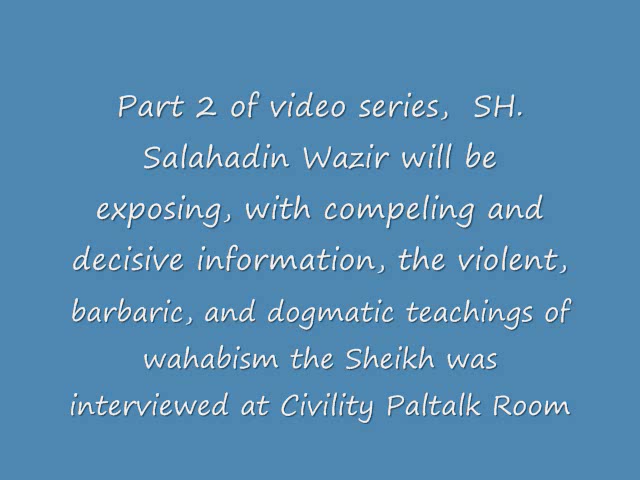 Part 2 of video series, SH.
Salahadin Wazir will be
exposing, with compeling and
decisive information, the violent,
barbaric, and dogmatic teachings of
wahabism the Sheikh was
interviewed at Civility Paltalk Room